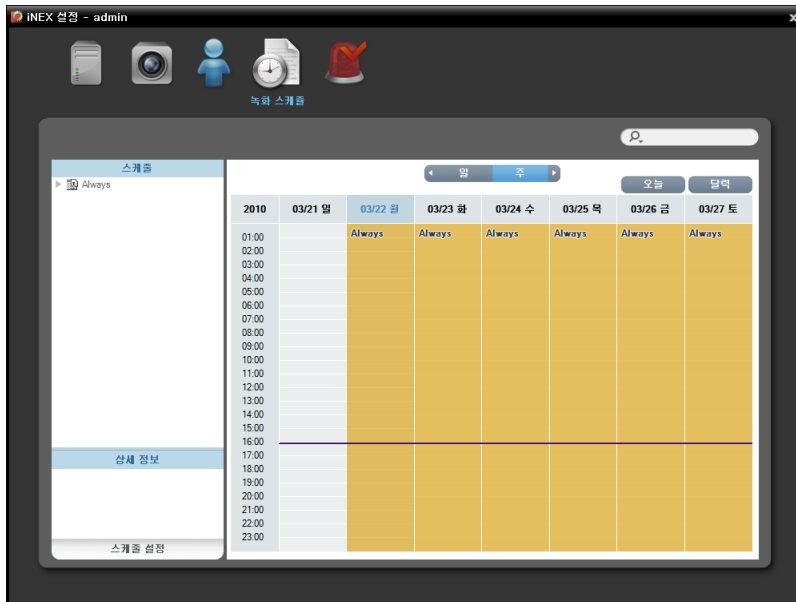 iNEX 설정 - admin
x
녹화 스케줄
스케줄
Always
일 주
오늘 달력
2010 03/21 일 03/22 월 03/23 화 03/24 수 03/25 목 03/26 금 03/27 토
Always Always Always Always Always Always
01:00
02:00
03:00
04:00
05:00
06:00
07:00
08:00
09:00
10:00
11:00
12:00
13:00
14:00
15:00
16:00
17:00
18:00
19:00
20:00
21:00
22:00
23:00
상세 정보
스케줄 설정